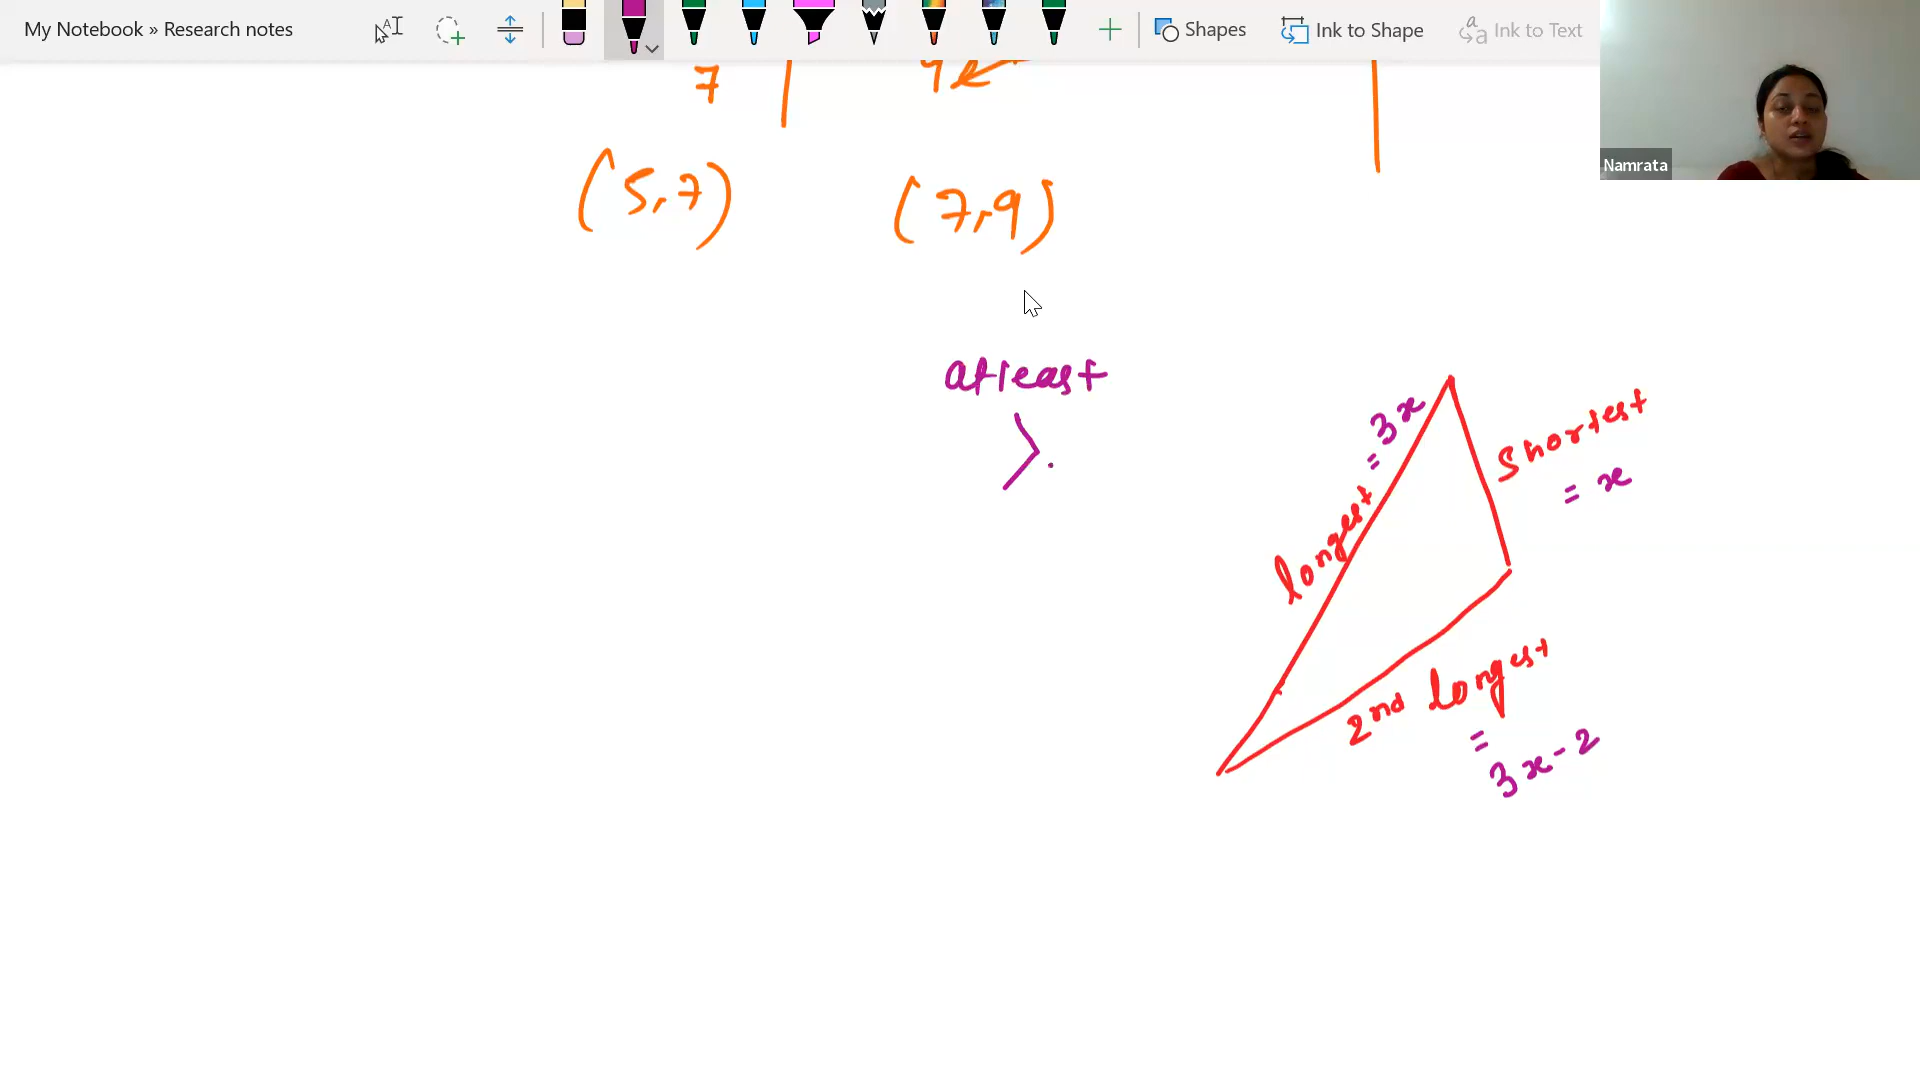 My Notebook » Research notes
Shapes
Ink to Shape
Ink to Text
Namrata
7
9
(5,7)
(7,9)
atleast
>
longest = 3x
Shortest
= x
2nd longest
=
3x-2